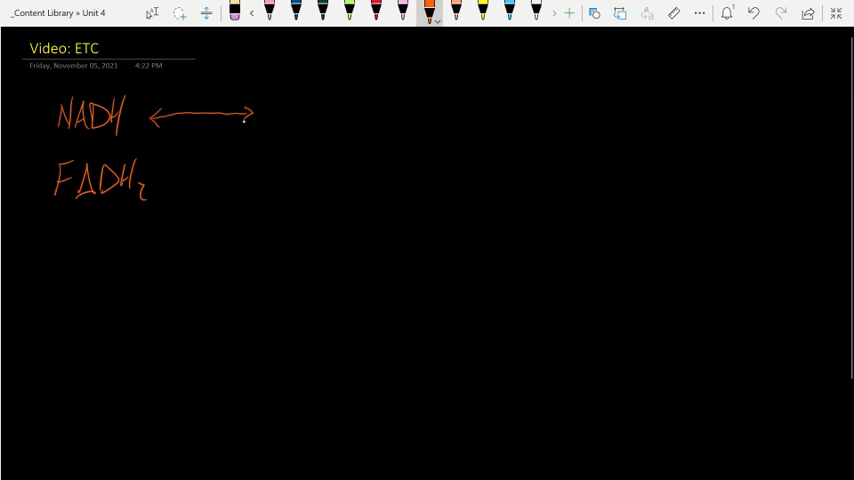 _Content Library » Unit 4
Video: ETC
Friday, November 05, 2021 4:22 PM
NADH ↔
FADH₂